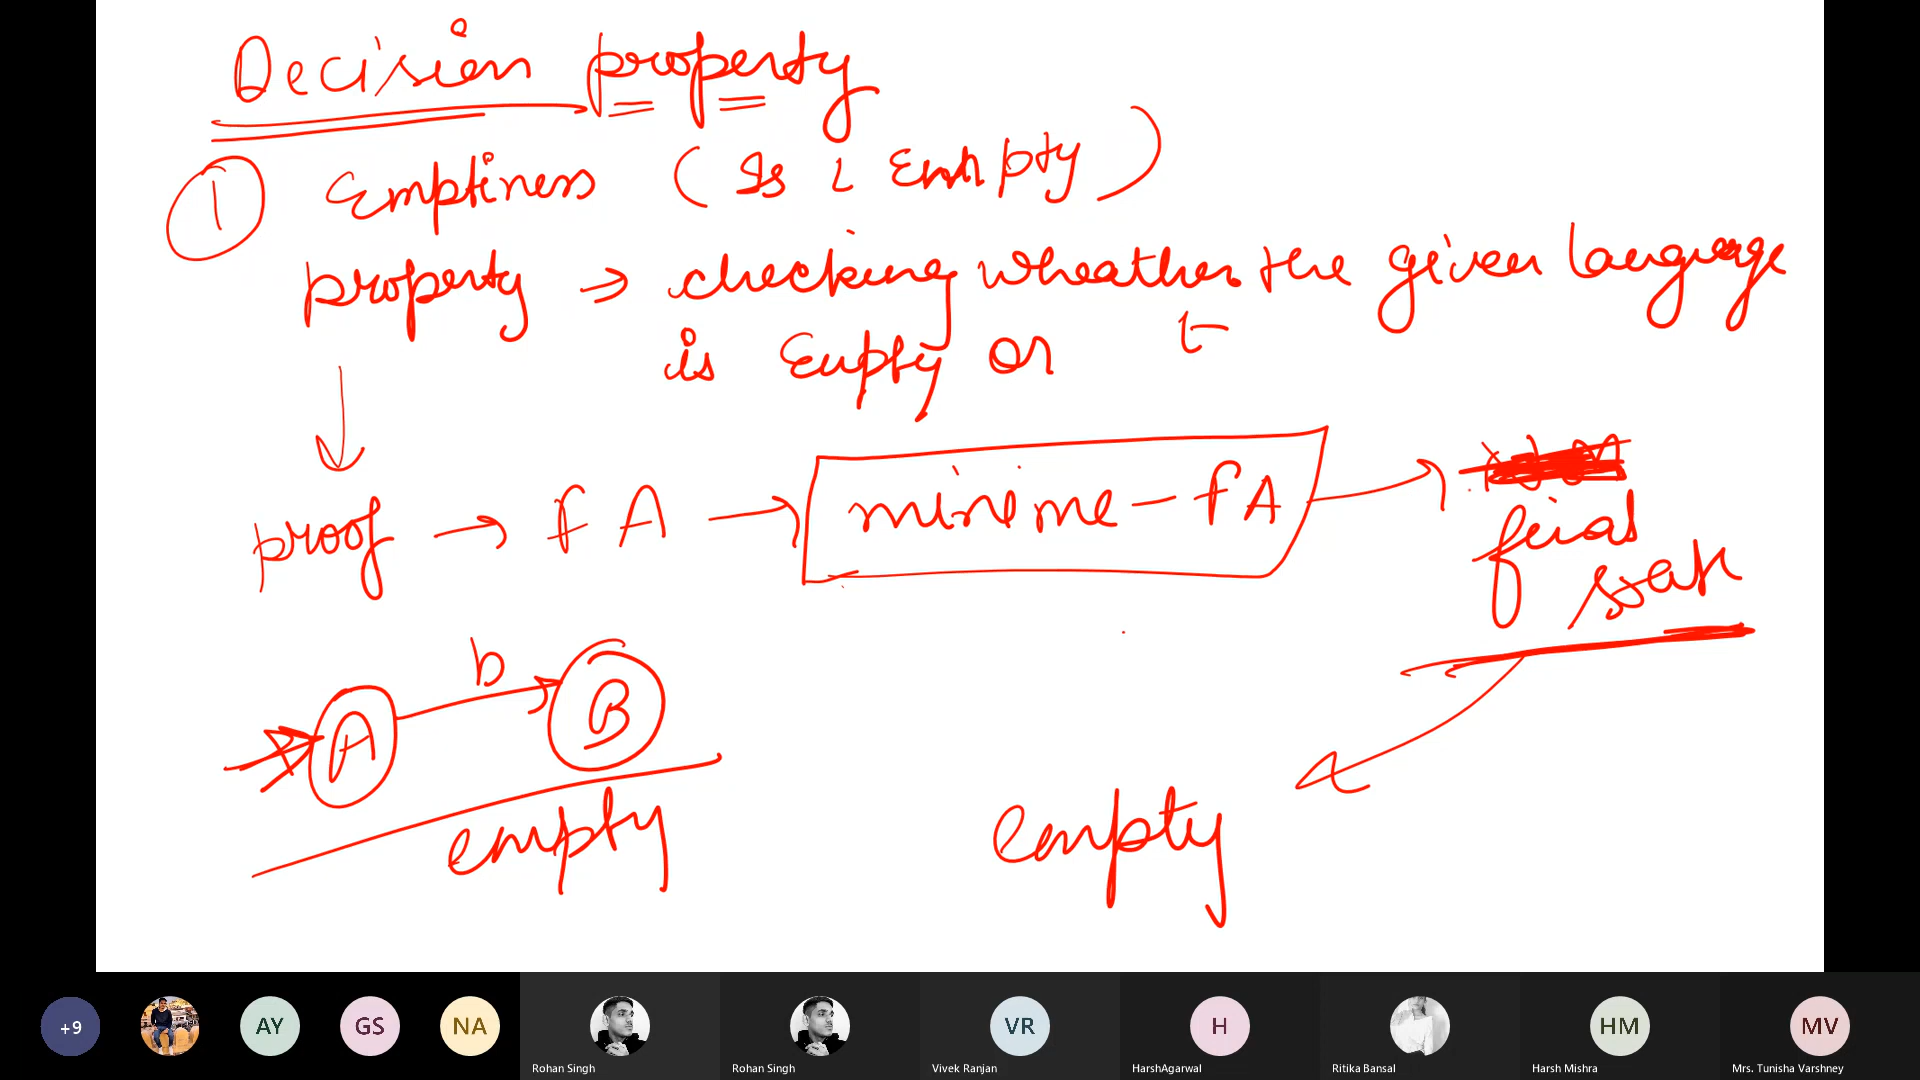 Decision property
1 Emptiness (Is L Empty)
property → checking wheather the given language
is Empty or
proof → FA → minime-FA → final
state
b
A B
empty empty
+9 AY GS NA VR H HM MV
Rohan Singh Rohan Singh Vivek Ranjan HarshAgarwal Ritika Bansal Harsh Mishra Mrs. Tunisha Varshney